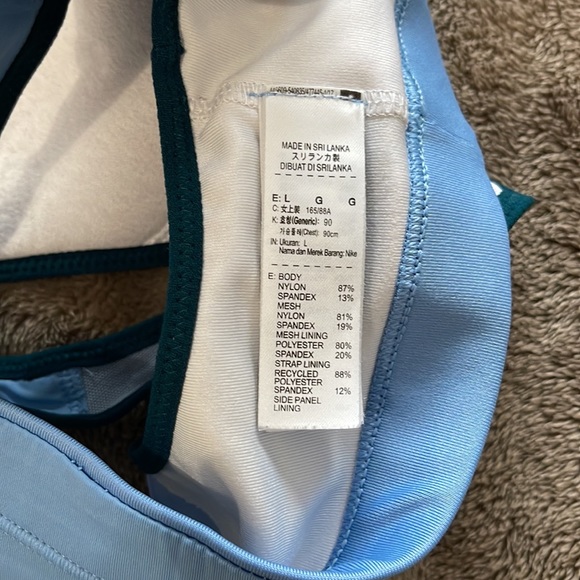 MADE IN SRI LANKA
スリランカ製
DIBUAT DI SRILANKA
E: L G G
C: 女上装 165/88A
K: 호칭(Generic): 90
가슴둘레(Chest): 90cm
IN: Ukuran: L
Nama dan Merek Barang: Nike
E: BODY
NYLON 87%
SPANDEX 13%
MESH
NYLON 81%
SPANDEX 19%
MESH LINING
POLYESTER 80%
SPANDEX 20%
STRAP LINING
RECYCLED 88%
POLYESTER
SPANDEX 12%
SIDE PANEL
LINING